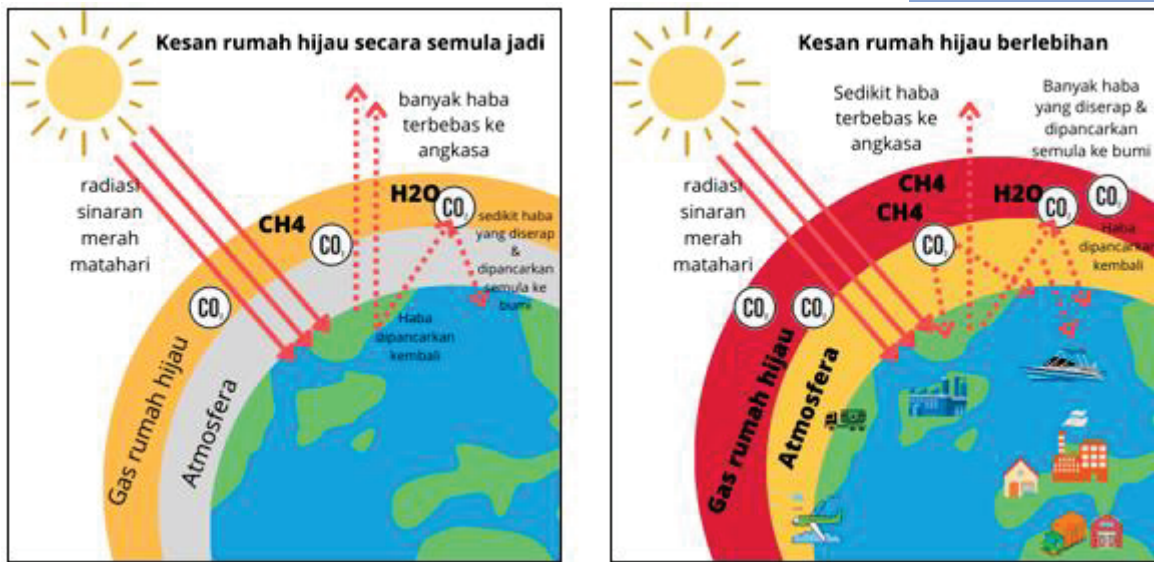 Kesan rumah hijau secara semula jadi
banyak haba
terbebas ke
angkasa
radiasi
sinaran
merah
matahari
H2O
CO2
CH4
CO2
CO2
sedikit haba
yang diserap
&
dipancarkan
semula ke
bumi
Haba
dipancarkan
kembali
Gas rumah hijau
Atmosfera
Kesan rumah hijau berlebihan
Sedikit haba
terbebas ke
angkasa
Banyak haba
yang diserap &
dipancarkan
semula ke bumi
radiasi
sinaran
merah
matahari
CH4
CH4
H2O
CO2
CO2
CO2
Haba
dipancarkan
kembali
CO2
CO2
Gas rumah hijau
Atmosfera